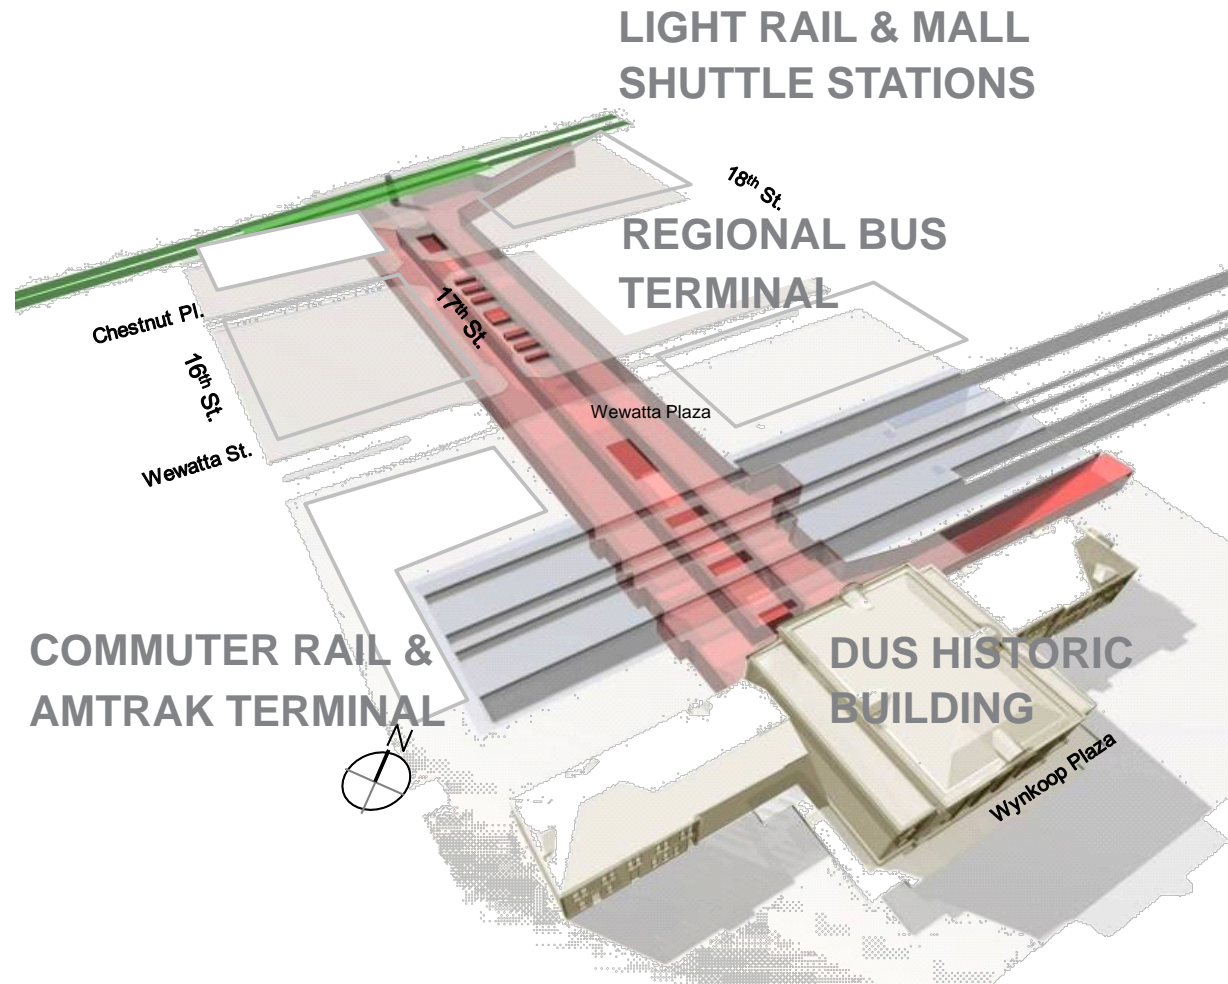 LIGHT RAIL & MALL
SHUTTLE STATIONS
18th St.
REGIONAL BUS
TERMINAL
17th St.
Chestnut Pl.
16th St.
Wewatta Plaza
Wewatta St.
COMMUTER RAIL &
AMTRAK TERMINAL
DUS HISTORIC
BUILDING
N
Wynkoop Plaza